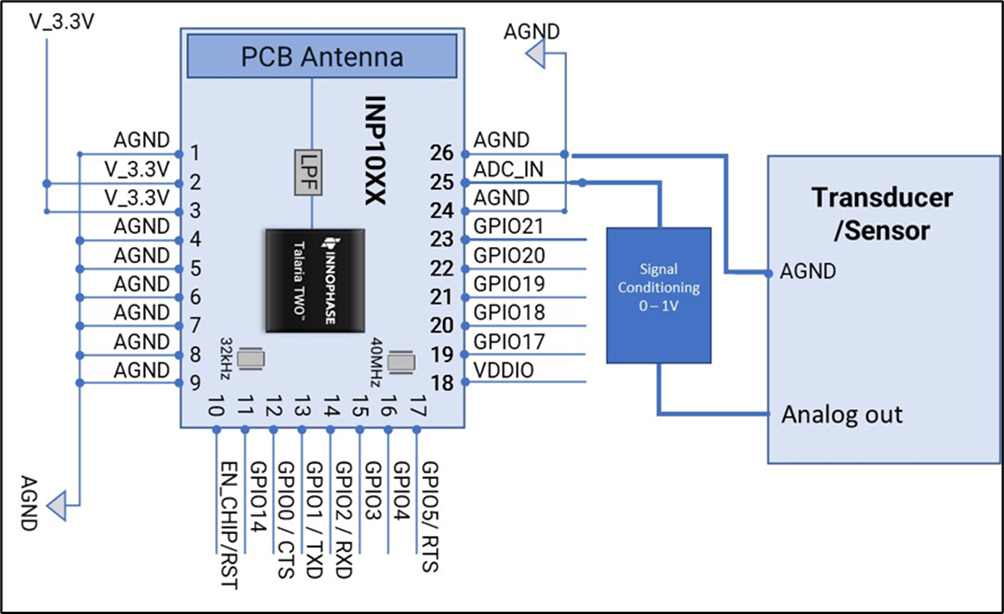 V_3.3V
AGND
PCB Antenna
INP10XX
LPF
INNOPHASE
Talaria TWO™
32kHz
40MHz
AGND
1
V_3.3V
2
V_3.3V
3
AGND
4
AGND
5
AGND
6
AGND
7
AGND
8
AGND
9
26
AGND
25
ADC_IN
24
AGND
23
GPIO21
22
GPIO20
21
GPIO19
20
GPIO18
19
GPIO17
18
VDDIO
10
11
12
13
14
15
16
17
EN_CHIP/RST
GPIO14
GPIO0 / CTS
GPIO1 / TXD
GPIO2 / RXD
GPIO3
GPIO4
GPIO5/ RTS
AGND
Signal
Conditioning
0 – 1V
Transducer
/Sensor
AGND
Analog out